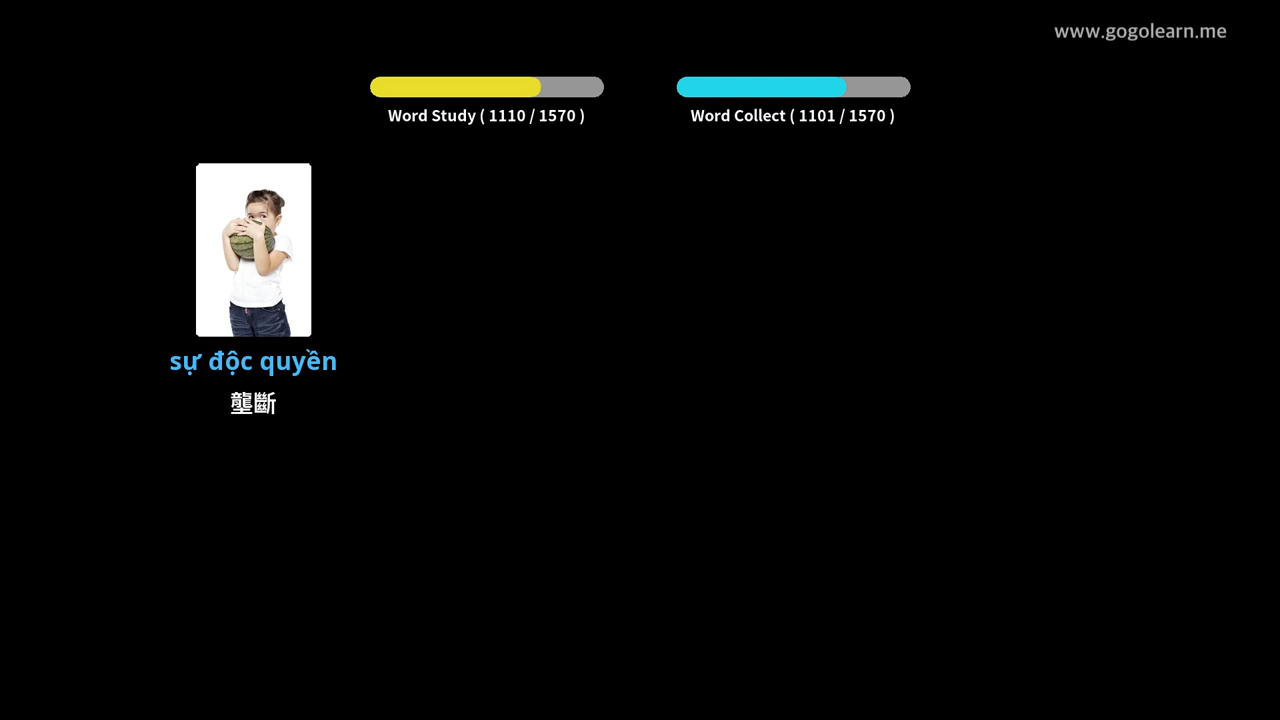 www.gogolearn.me
Word Study ( 1110 / 1570 )
Word Collect ( 1101 / 1570 )
sự độc quyền
壟斷